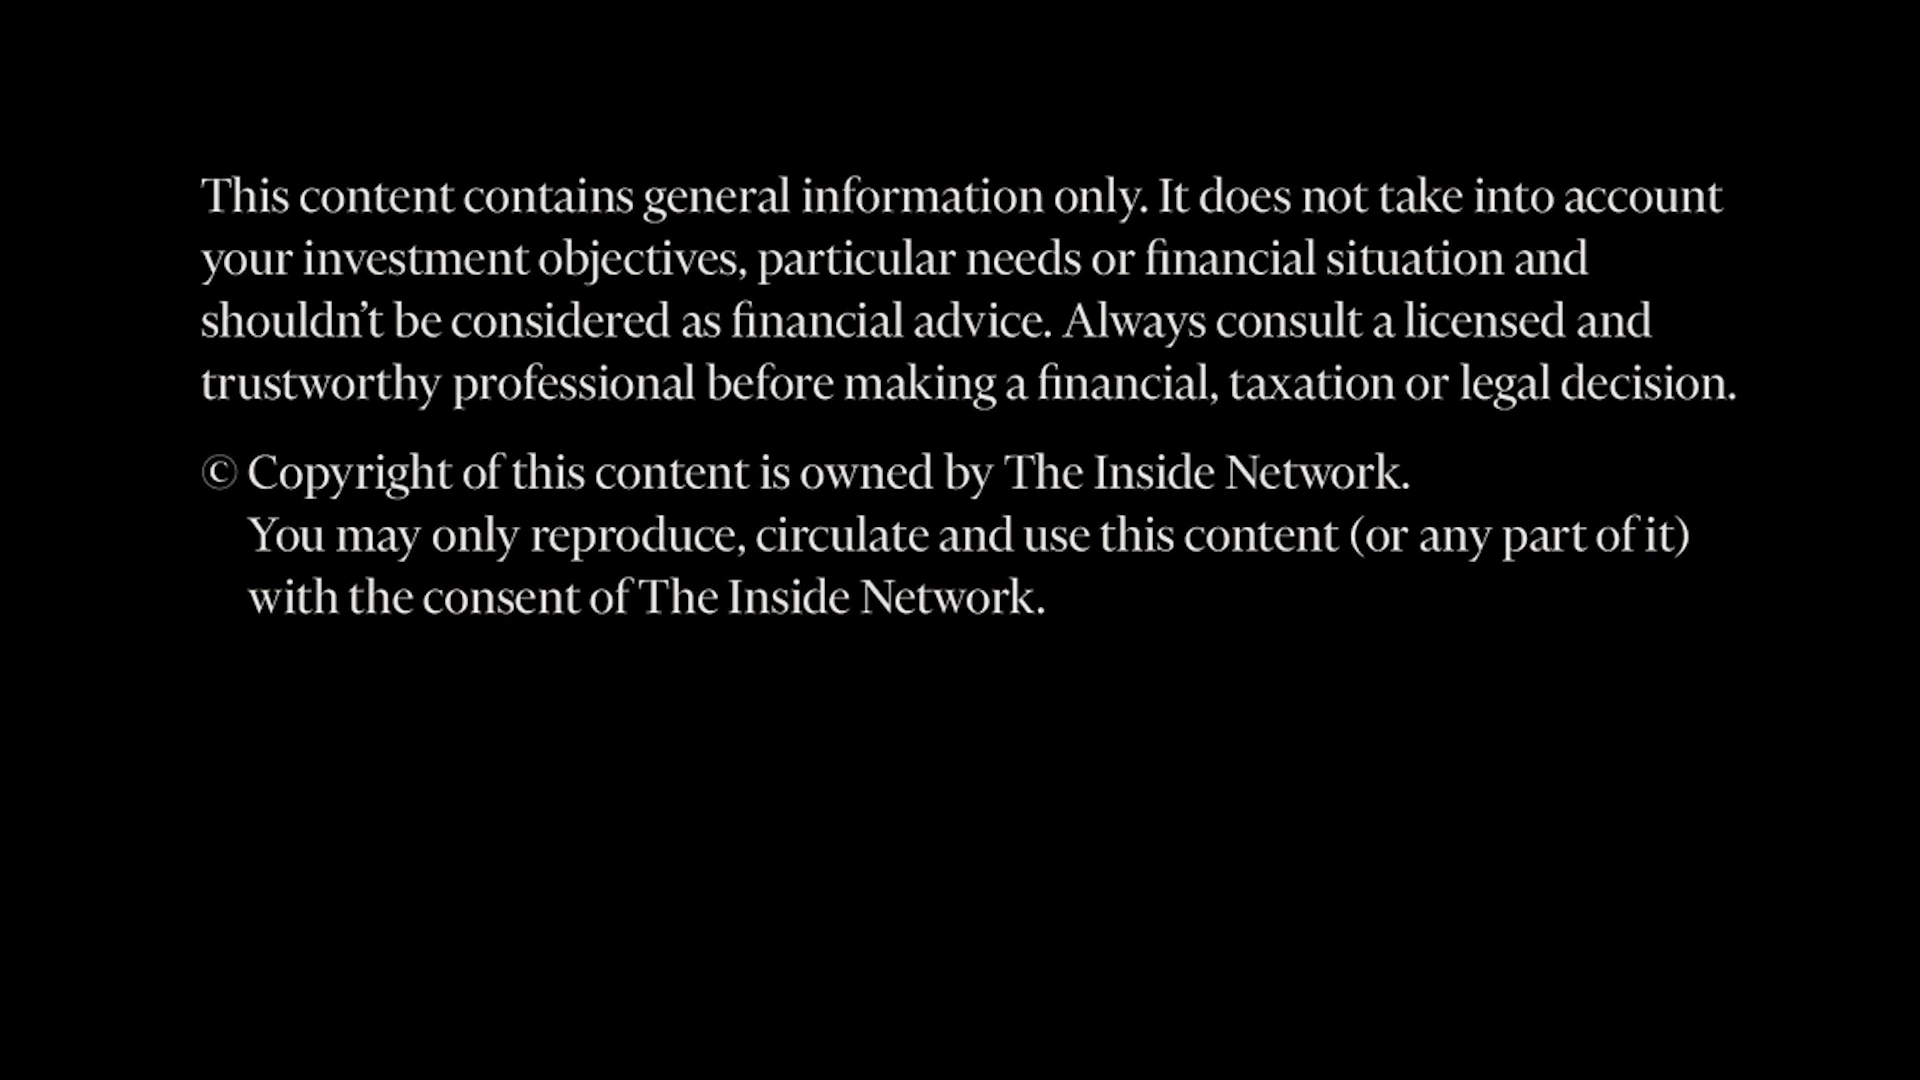 This content contains general information only. It does not take into account
your investment objectives, particular needs or financial situation and
shouldn’t be considered as financial advice. Always consult a licensed and
trustworthy professional before making a financial, taxation or legal decision.
© Copyright of this content is owned by The Inside Network.
You may only reproduce, circulate and use this content (or any part of it)
with the consent of The Inside Network.